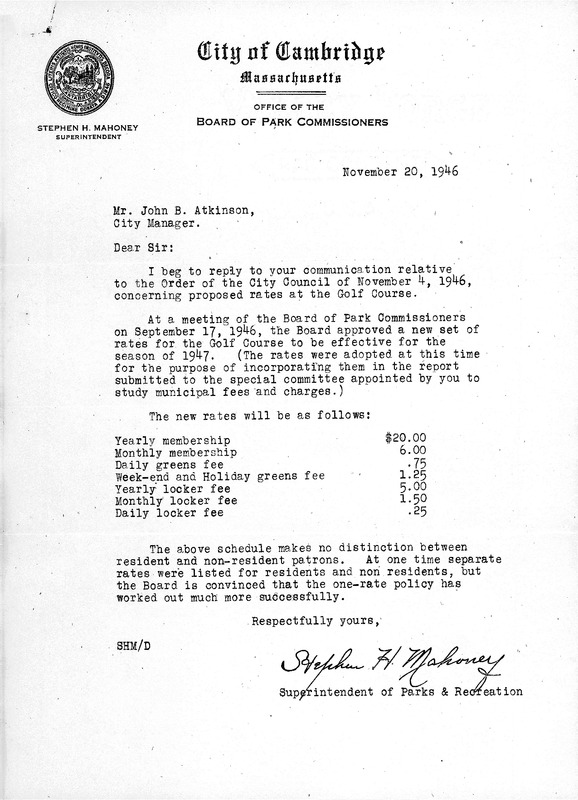 City of Cambridge
Massachusetts
OFFICE OF THE
BOARD OF PARK COMMISSIONERS
STEPHEN H. MAHONEY
SUPERINTENDENT
November 20, 1946
Mr. John B. Atkinson,
City Manager.
Dear Sir:
I beg to reply to your communication relative
to the Order of the City Council of November 4, 1946,
concerning proposed rates at the Golf Course.
At a meeting of the Board of Park Commissioners
on September 17, 1946, the Board approved a new set of
rates for the Golf Course to be effective for the
season of 1947. (The rates were adopted at this time
for the purpose of incorporating them in the report
submitted to the special committee appointed by you to
study municipal fees and charges.)
The new rates will be as follows:
Yearly membership $20.00
Monthly membership 6.00
Daily greens fee .75
Week-end and Holiday greens fee 1.25
Yearly locker fee 5.00
Monthly locker fee 1.50
Daily locker fee .25
The above schedule makes no distinction between
resident and non-resident patrons. At one time separate
rates were listed for residents and non residents, but
the Board is convinced that the one-rate policy has
worked out much more successfully.
Respectfully yours,
SHM/D
Stephen H. Mahoney
Superintendent of Parks & Recreation